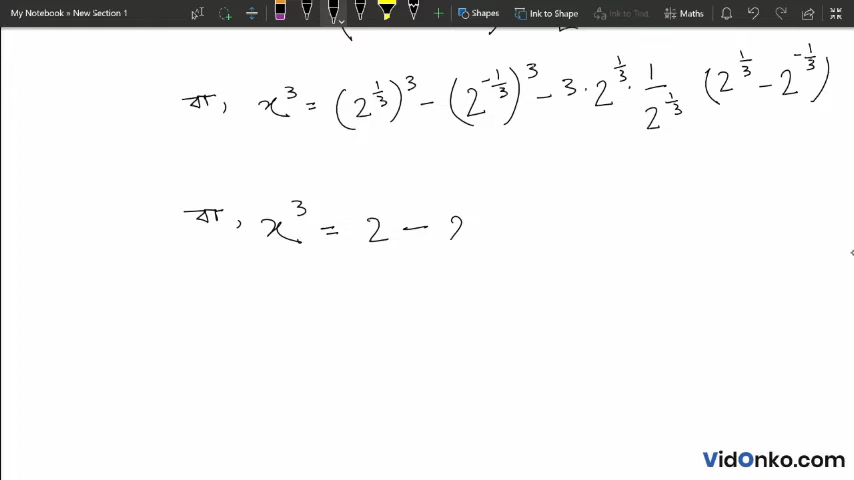 My Notebook » New Section 1
Shapes
Ink to Shape
Ink to Text
Maths
বা, x³ = (2^{1/3})³ − (2^{-1/3})³ − 3 · 2^{1/3} · 1/2^{1/3} (2^{1/3} − 2^{-1/3})
বা, x³ = 2 − 2
VidOnko.com